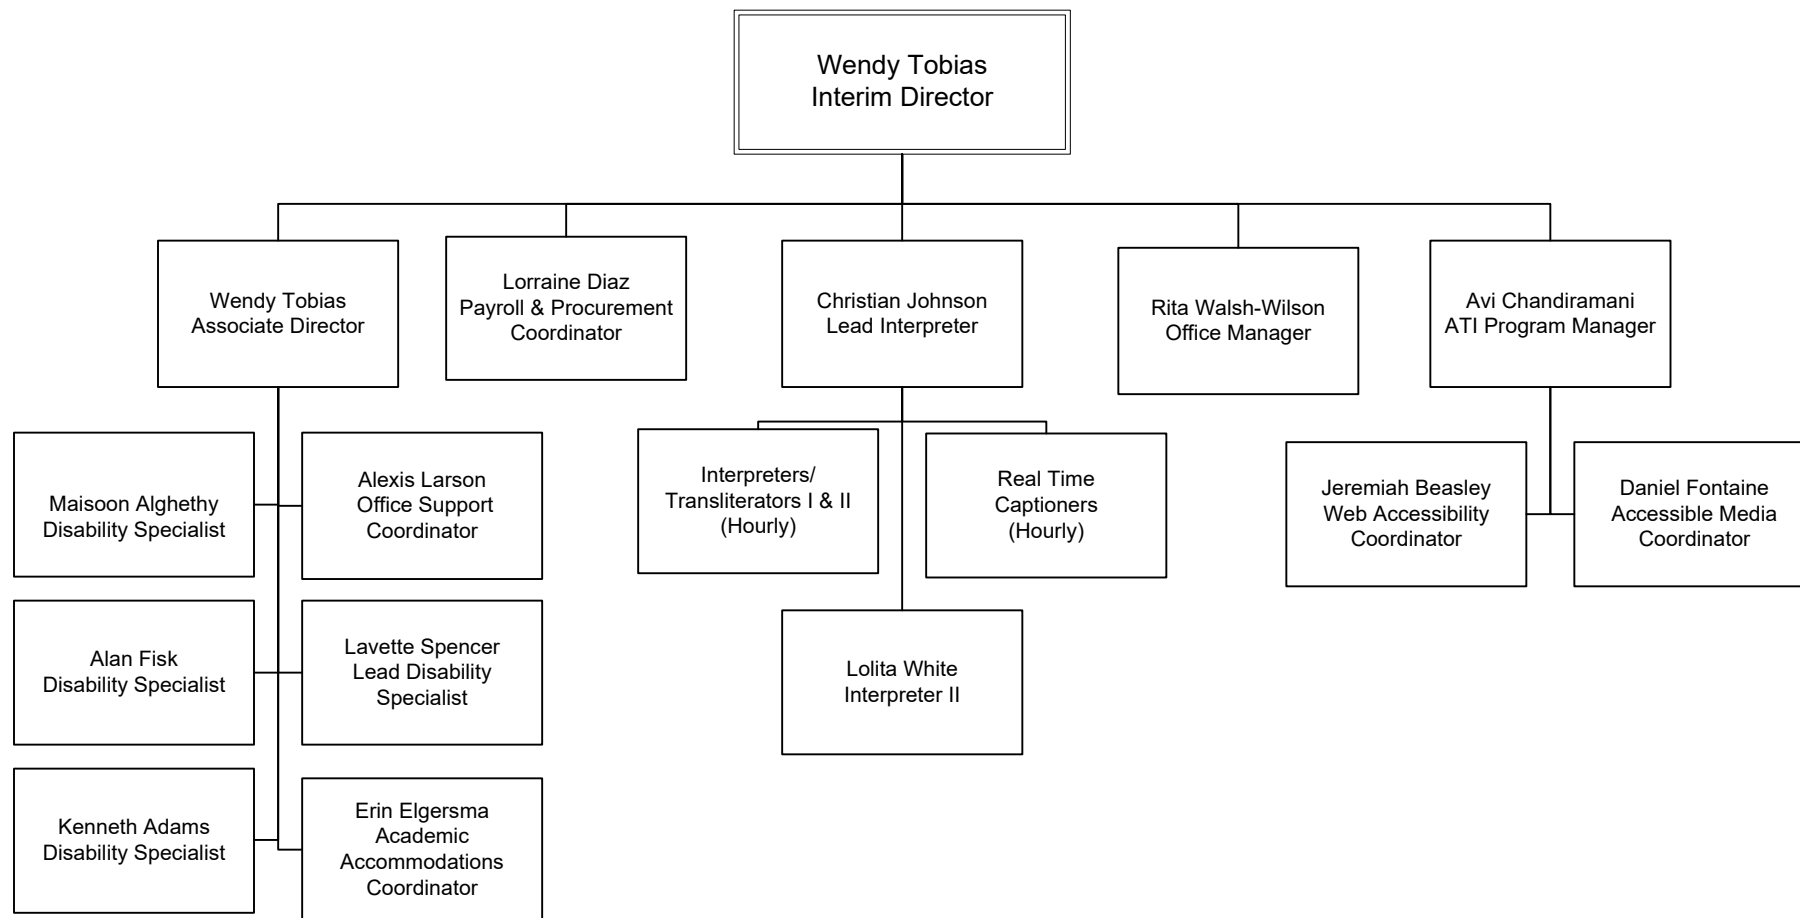 Wendy Tobias
Interim Director
Wendy Tobias
Associate Director
Lorraine Diaz
Payroll & Procurement
Coordinator
Christian Johnson
Lead Interpreter
Rita Walsh-Wilson
Office Manager
Avi Chandiramani
ATI Program Manager
Maisoon Alghethy
Disability Specialist
Alexis Larson
Office Support
Coordinator
Interpreters/
Transliterators I & II
(Hourly)
Real Time
Captioners
(Hourly)
Jeremiah Beasley
Web Accessibility
Coordinator
Daniel Fontaine
Accessible Media
Coordinator
Alan Fisk
Disability Specialist
Lavette Spencer
Lead Disability
Specialist
Lolita White
Interpreter II
Kenneth Adams
Disability Specialist
Erin Elgersma
Academic
Accommodations
Coordinator